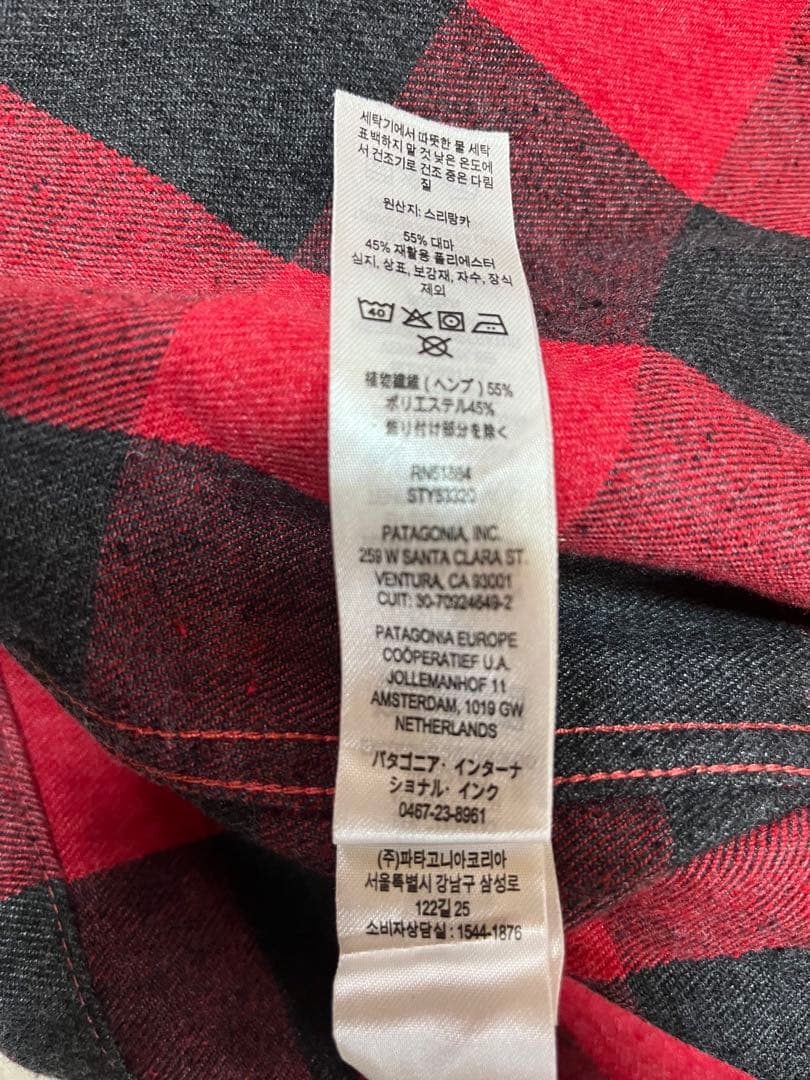 세탁기에서 따뜻한 물 세탁
표백하지 말 것 낮은 온도에
서 건조기로 건조 중온 다림
질
원산지: 스리랑카
55% 대마
45% 재활용 폴리에스터
심지, 상표, 보강재, 자수, 장식
제외
40
植物繊維 (ヘンプ) 55%
ポリエステル45%
飾り付け部分を除く
RN51884
STY53320
PATAGONIA, INC.
259 W SANTA CLARA ST.
VENTURA, CA 93001
CUIT: 30-70924649-2
PATAGONIA EUROPE
COÖPERATIEF U.A.
JOLLEMANHOF 11
AMSTERDAM, 1019 GW
NETHERLANDS
パタゴニア・インターナ
ショナル・インク
0467-23-8961
(주)파타고니아코리아
서울특별시 강남구 삼성로
122길 25
소비자상담실 : 1544-1876